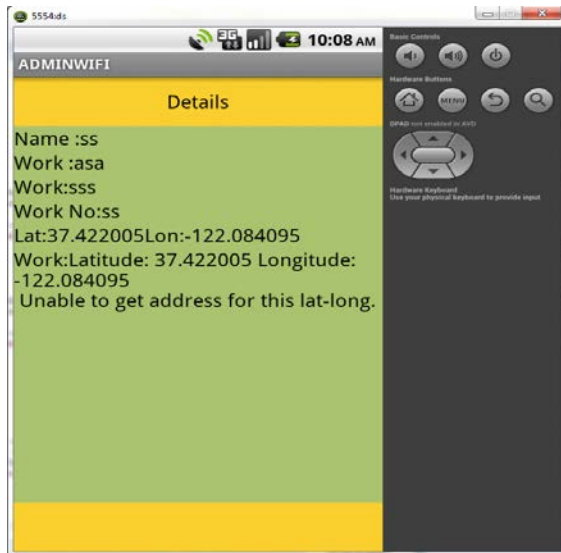 5554:ds
3G
10:08 AM
ADMINWIFI
Details
Name :ss
Work :asa
Work:sss
Work No:ss
Lat:37.422005Lon:-122.084095
Work:Latitude: 37.422005 Longitude:
-122.084095
Unable to get address for this lat-long.
Basic Controls
Hardware Buttons
MENU
DPAD not enabled in AVD
Hardware Keyboard
Use your physical keyboard to provide input